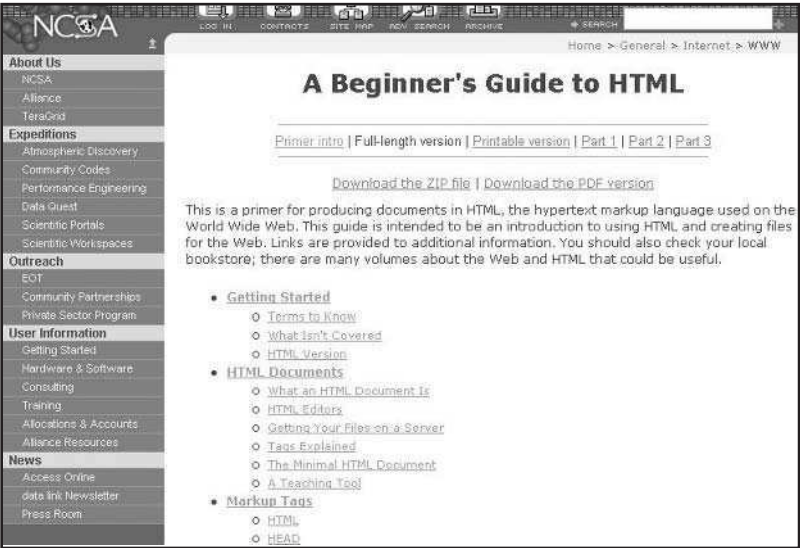 NCSA
LOG IN CONTACTS SITE MAP ADV SEARCH ARCHIVE SEARCH
Home > General > Internet > WWW
About Us
NCSA
Alliance
TeraGrid
Expeditions
Atmospheric Discovery
Community Codes
Performance Engineering
Data Quest
Scientific Portals
Scientific Workspaces
Outreach
EOT
Community Partnerships
Private Sector Program
User Information
Getting Started
Hardware & Software
Consulting
Training
Allocations & Accounts
Alliance Resources
News
Access Online
data link Newsletter
Press Room
A Beginner's Guide to HTML
Primer intro | Full-length version | Printable version | Part 1 | Part 2 | Part 3
Download the ZIP file | Download the PDF version
This is a primer for producing documents in HTML, the hypertext markup language used on the
World Wide Web. This guide is intended to be an introduction to using HTML and creating files
for the Web. Links are provided to additional information. You should also check your local
bookstore; there are many volumes about the Web and HTML that could be useful.
• Getting Started
o Terms to Know
o What Isn't Covered
o HTML Version
• HTML Documents
o What an HTML Document Is
o HTML Editors
o Getting Your Files on a Server
o Tags Explained
o The Minimal HTML Document
o A Teaching Tool
• Markup Tags
o HTML
o HEAD